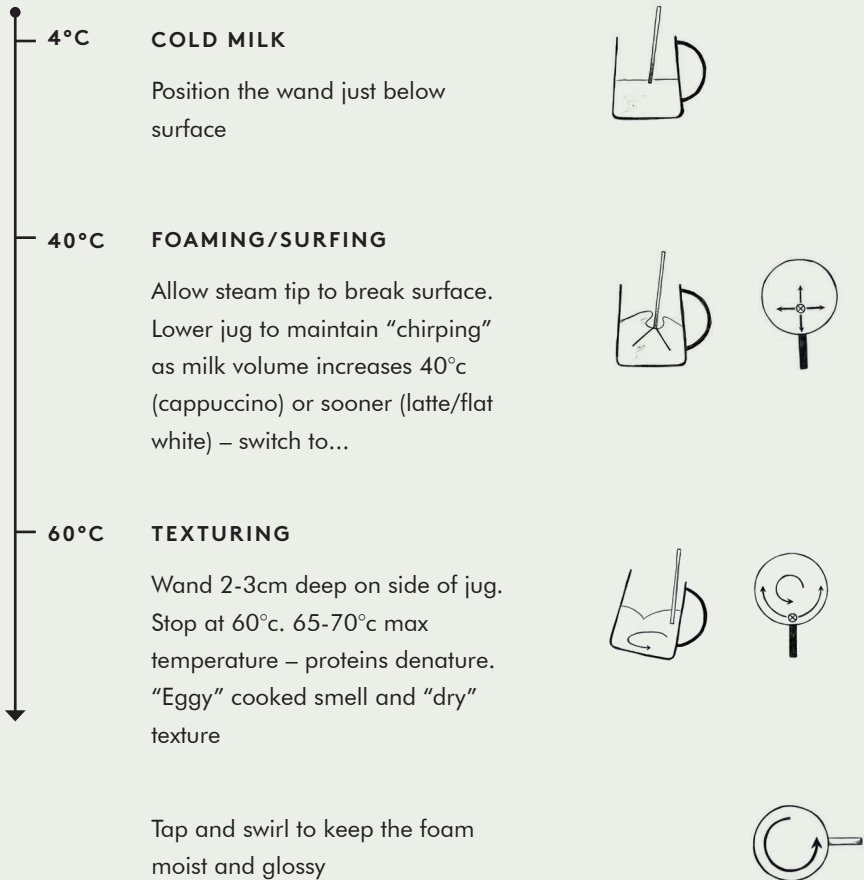 4°C
COLD MILK
Position the wand just below
surface
40°C
FOAMING/SURFING
Allow steam tip to break surface.
Lower jug to maintain “chirping”
as milk volume increases 40°c
(cappuccino) or sooner (latte/flat
white) – switch to...
60°C
TEXTURING
Wand 2-3cm deep on side of jug.
Stop at 60°c. 65-70°c max
temperature – proteins denature.
“Eggy” cooked smell and “dry”
texture
Tap and swirl to keep the foam
moist and glossy